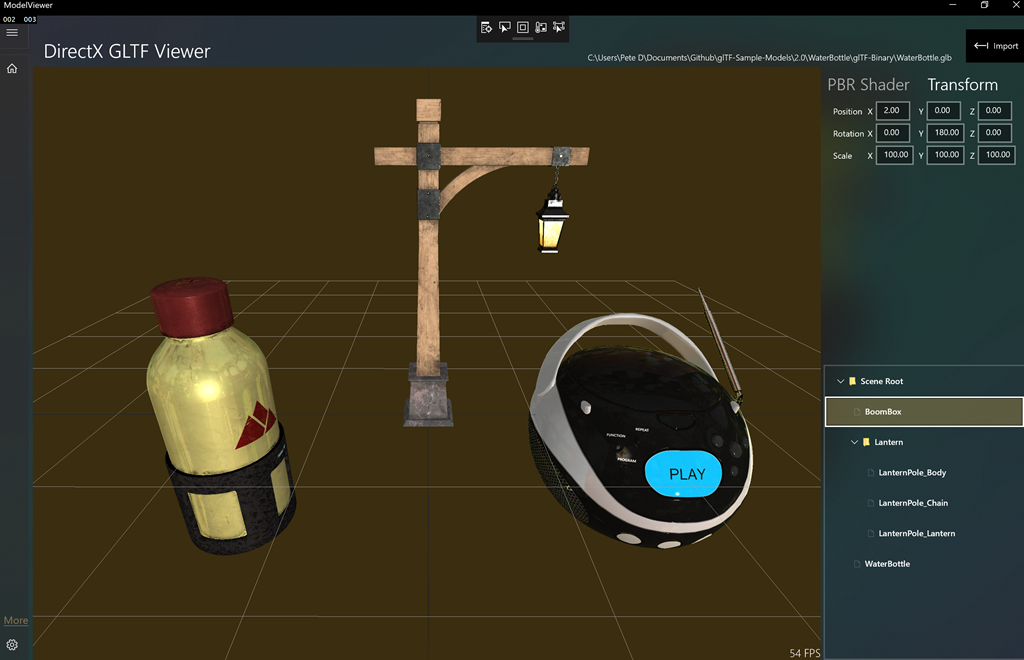 ModelViewer
002 003
DirectX GLTF Viewer
C:\Users\Pete D\Documents\Github\glTF-Sample-Models\2.0\WaterBottle\glTF-Binary\WaterBottle.glb
Import
PBR Shader Transform
Position X 2.00 Y 0.00 Z 0.00
Rotation X 0.00 Y 180.00 Z 0.00
Scale X 100.00 Y 100.00 Z 100.00
FUNCTION REPEAT
PROGRAM
PLAY
Scene Root
BoomBox
Lantern
LanternPole_Body
LanternPole_Chain
LanternPole_Lantern
WaterBottle
More
54 FPS